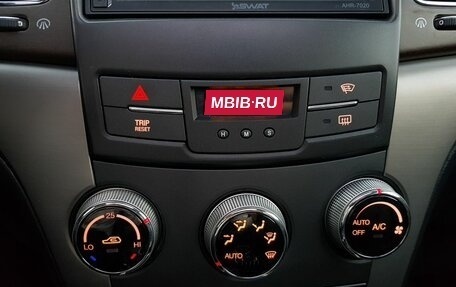 SWAT
AHR-7020
MBIB.RU
TRIP
RESET
H M S
25
LO HI
AUTO
AUTO
OFF A/C